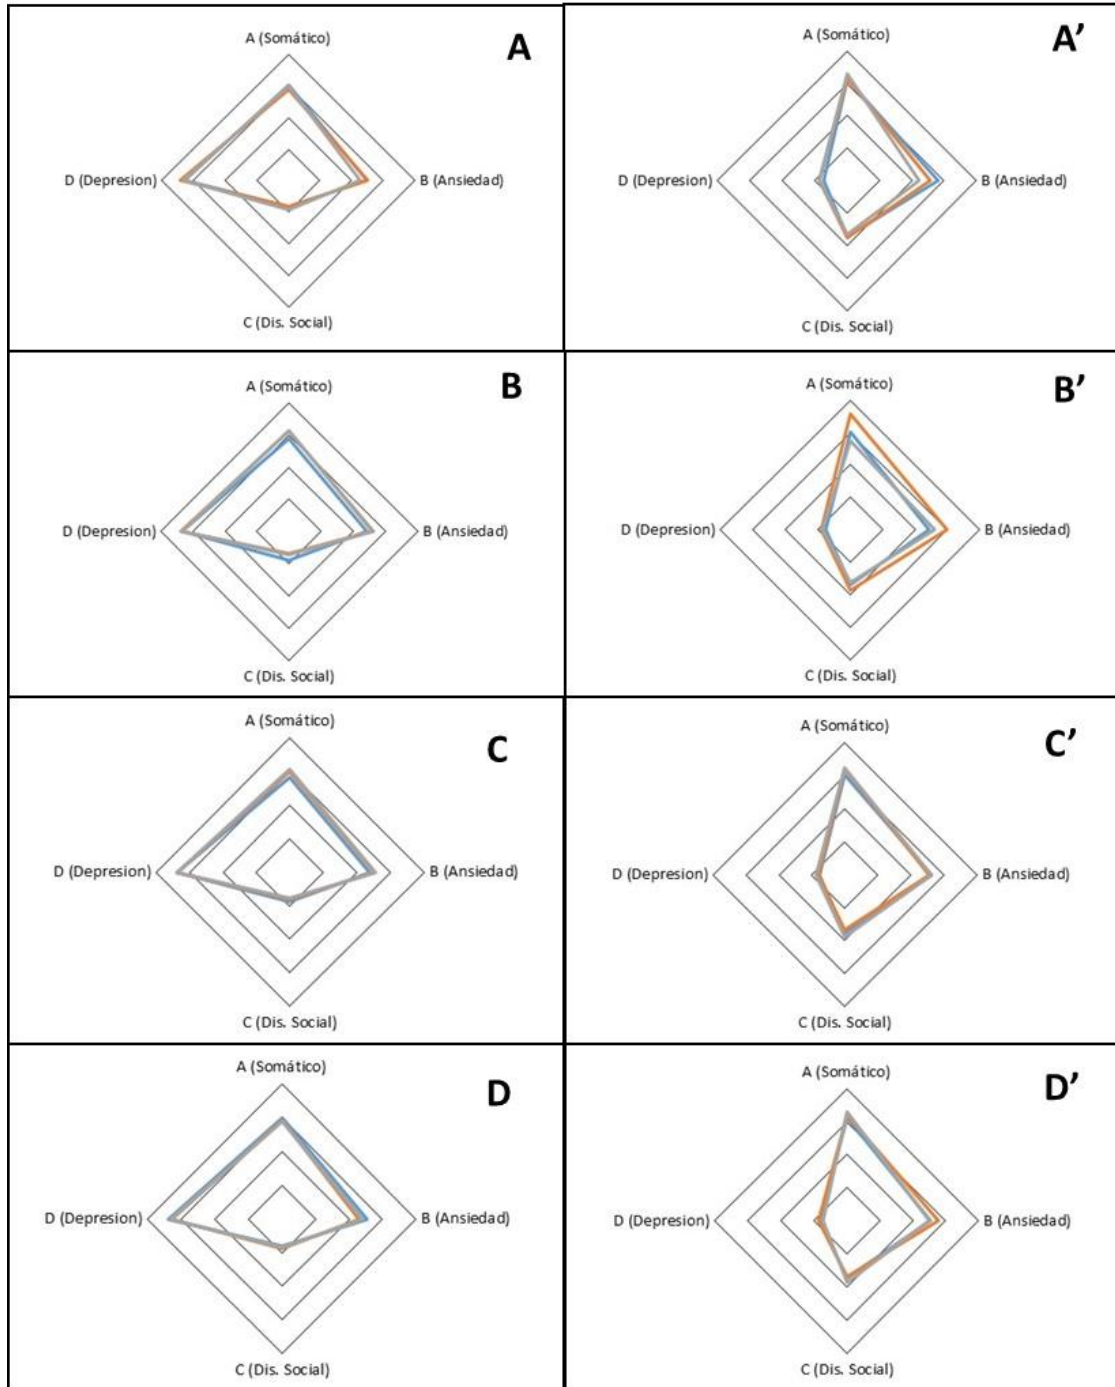 A (Somático)
A
D (Depresion)
B (Ansiedad)
C (Dis. Social)
A (Somático)
A’
D (Depresion)
B (Ansiedad)
C (Dis. Social)
A (Somático)
B
D (Depresion)
B (Ansiedad)
C (Dis. Social)
A (Somático)
B’
D (Depresion)
B (Ansiedad)
C (Dis. Social)
A (Somático)
C
D (Depresion)
B (Ansiedad)
C (Dis. Social)
A (Somático)
C’
D (Depresion)
B (Ansiedad)
C (Dis. Social)
A (Somático)
D
D (Depresion)
B (Ansiedad)
C (Dis. Social)
A (Somático)
D’
D (Depresion)
B (Ansiedad)
C (Dis. Social)